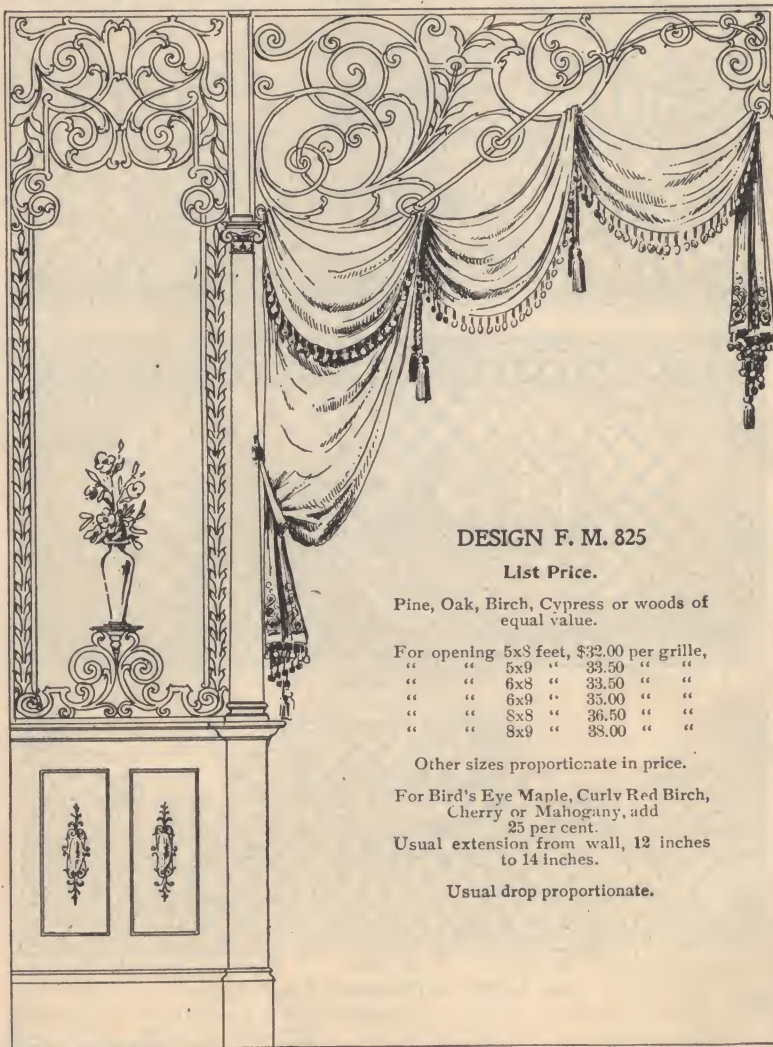 DESIGN F. M. 825
List Price.
Pine, Oak, Birch, Cypress or woods of
equal value.
For opening 5x8 feet, $32.00 per grille,
“ “ 5x9 “ 33.50 “ “
“ “ 6x8 “ 33.50 “ “
“ “ 6x9 “ 35.00 “ “
“ “ 8x8 “ 36.50 “ “
“ “ 8x9 “ 38.00 “ “
Other sizes proportionate in price.
For Bird's Eye Maple, Curly Red Birch,
Cherry or Mahogany, add
25 per cent.
Usual extension from wall, 12 inches
to 14 inches.
Usual drop proportionate.